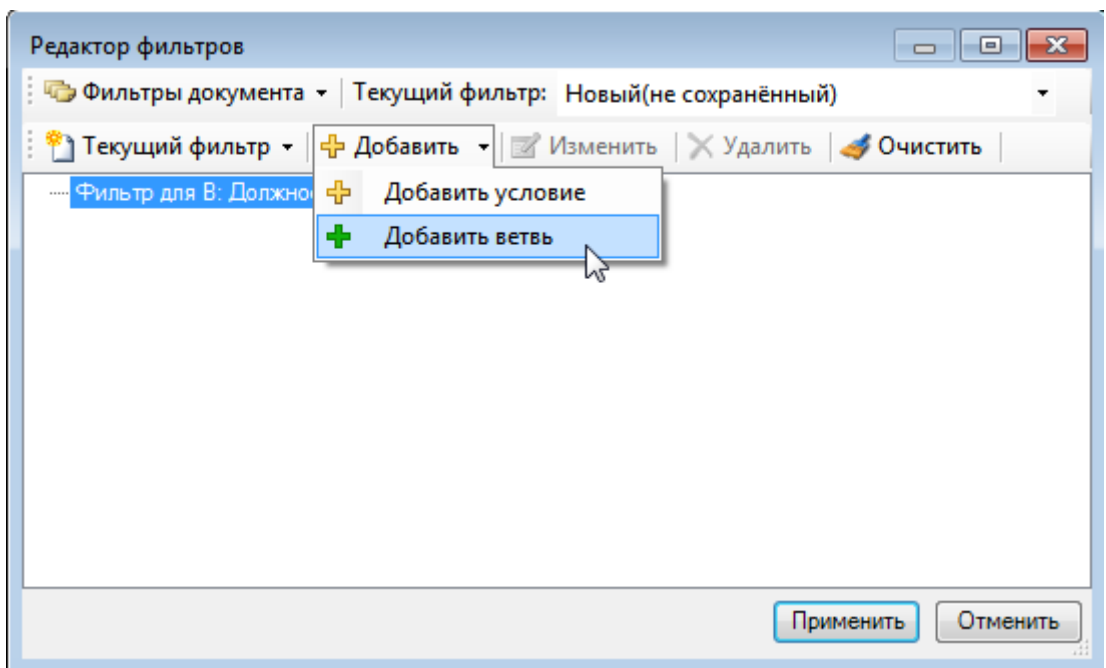 Редактор фильтров
Фильтры документа Текущий фильтр: Новый(не сохранённый)
Текущий фильтр Добавить Изменить Удалить Очистить
Фильтр для В:
Добавить условие
Добавить ветвь
Применить Отменить